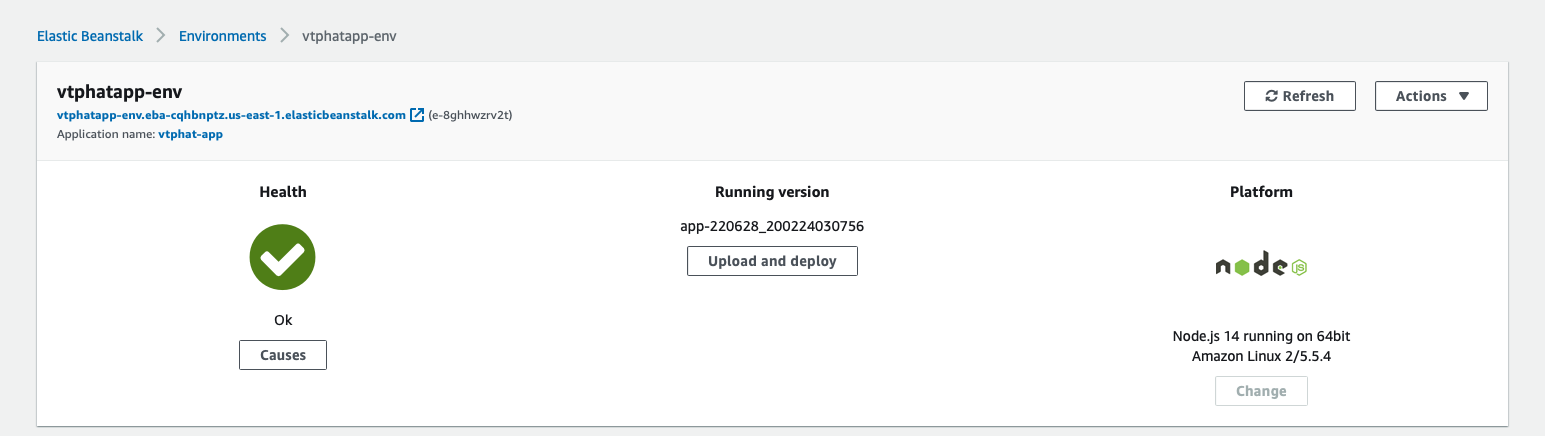 Elastic Beanstalk > Environments > vtphatapp-env
vtphatapp-env
Refresh
Actions
vtphatapp-env.eba-cqhbnptz.us-east-1.elasticbeanstalk.com (e-8ghhwzrv2t)
Application name: vtphat-app
Health
Ok
Causes
Running version
app-220628_200224030756
Upload and deploy
Platform
node JS
Node.js 14 running on 64bit
Amazon Linux 2/5.5.4
Change